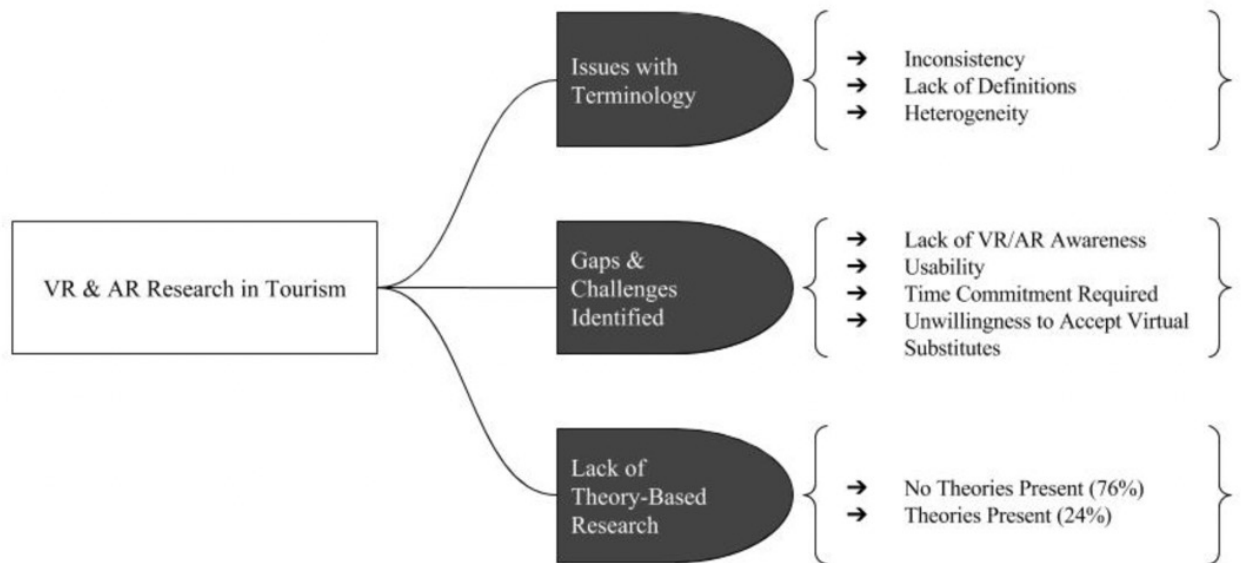 VR & AR Research in Tourism
Issues with
Terminology
➔ Inconsistency
➔ Lack of Definitions
➔ Heterogeneity
Gaps &
Challenges
Identified
➔ Lack of VR/AR Awareness
➔ Usability
➔ Time Commitment Required
➔ Unwillingness to Accept Virtual
Substitutes
Lack of
Theory-Based
Research
➔ No Theories Present (76%)
➔ Theories Present (24%)